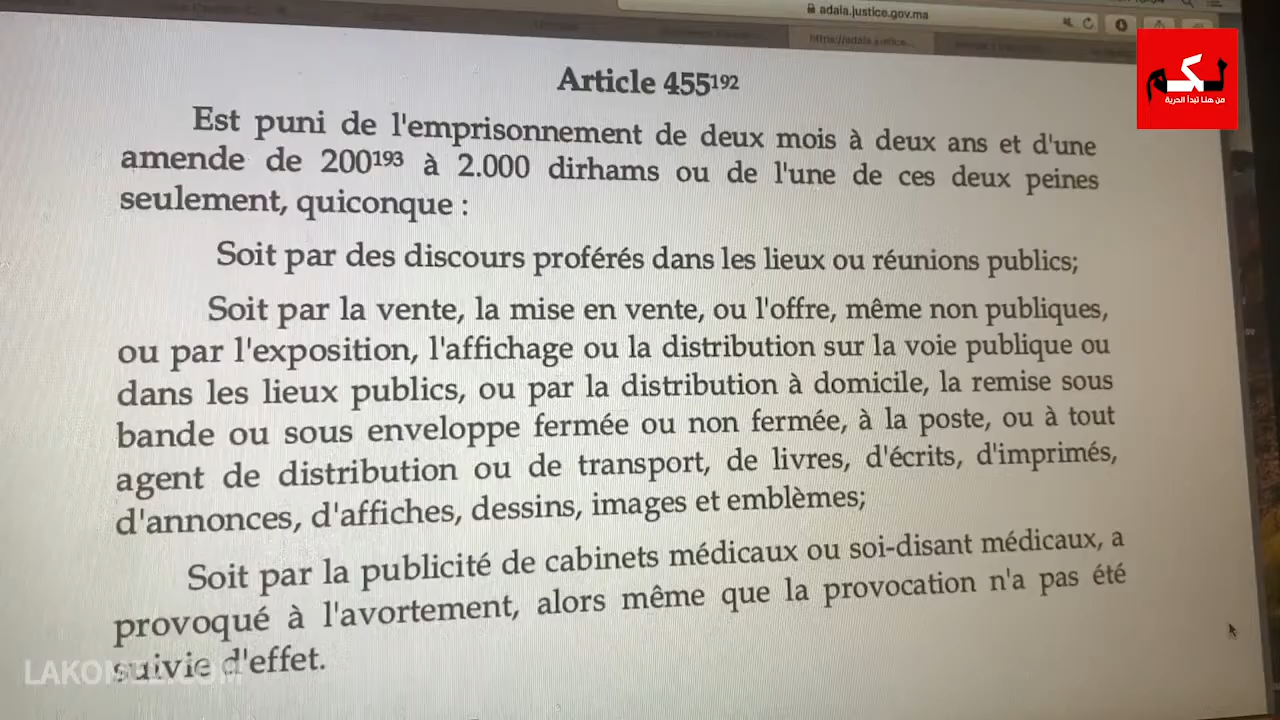 adala.justice.gov.ma
https://adala.justice...
لكم
من هنا تبدأ الحرية
Article 455¹⁹²
Est puni de l'emprisonnement de deux mois à deux ans et d'une
amende de 200¹⁹³ à 2.000 dirhams ou de l'une de ces deux peines
seulement, quiconque :
Soit par des discours proférés dans les lieux ou réunions publics;
Soit par la vente, la mise en vente, ou l'offre, même non publiques,
ou par l'exposition, l'affichage ou la distribution sur la voie publique ou
dans les lieux publics, ou par la distribution à domicile, la remise sous
bande ou sous enveloppe fermée ou non fermée, à la poste, ou à tout
agent de distribution ou de transport, de livres, d'écrits, d'imprimés,
d'annonces, d'affiches, dessins, images et emblèmes;
Soit par la publicité de cabinets médicaux ou soi-disant médicaux, a
provoqué à l'avortement, alors même que la provocation n'a pas été
suivie d'effet.